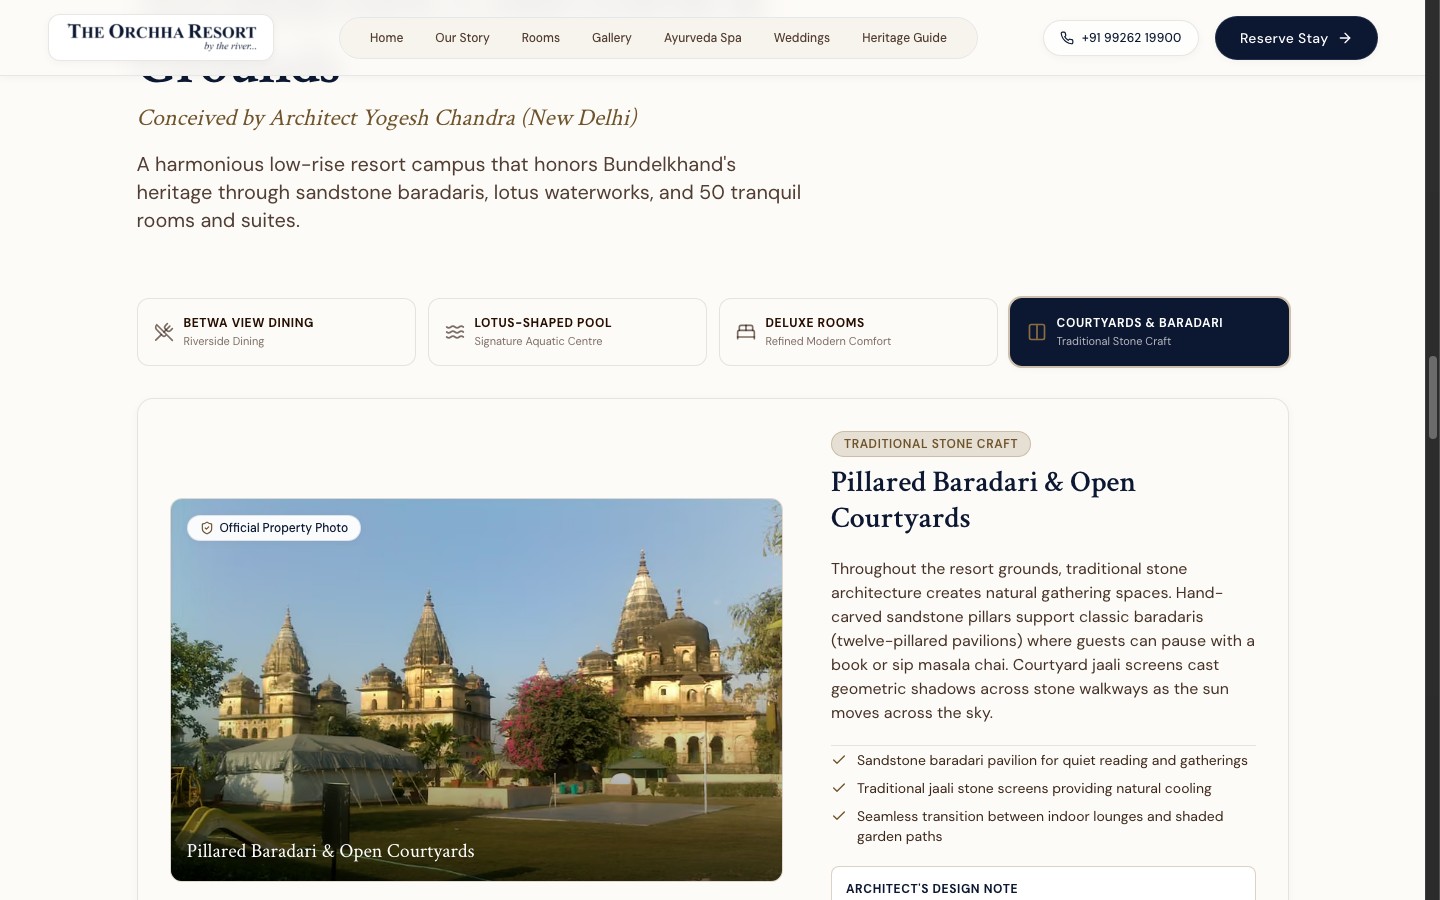 THE ORCHHA RESORT
by the river...
Home
Our Story
Rooms
Gallery
Ayurveda Spa
Weddings
Heritage Guide
+91 99262 19900
Reserve Stay
Grounds
Conceived by Architect Yogesh Chandra (New Delhi)
A harmonious low-rise resort campus that honors Bundelkhand's
heritage through sandstone baradaris, lotus waterworks, and 50 tranquil
rooms and suites.
BETWA VIEW DINING
Riverside Dining
LOTUS-SHAPED POOL
Signature Aquatic Centre
DELUXE ROOMS
Refined Modern Comfort
COURTYARDS & BARADARI
Traditional Stone Craft
Official Property Photo
Pillared Baradari & Open Courtyards
TRADITIONAL STONE CRAFT
Pillared Baradari & Open
Courtyards
Throughout the resort grounds, traditional stone
architecture creates natural gathering spaces. Hand-
carved sandstone pillars support classic baradaris
(twelve-pillared pavilions) where guests can pause with a
book or sip masala chai. Courtyard jaali screens cast
geometric shadows across stone walkways as the sun
moves across the sky.
Sandstone baradari pavilion for quiet reading and gatherings
Traditional jaali stone screens providing natural cooling
Seamless transition between indoor lounges and shaded
garden paths
ARCHITECT'S DESIGN NOTE